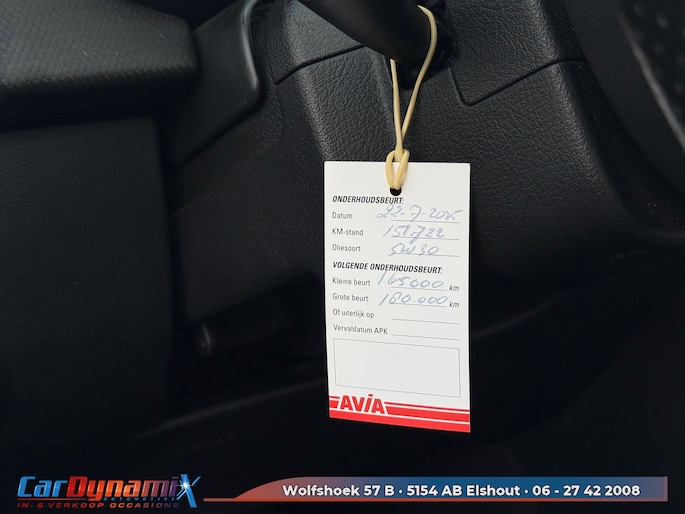 ONDERHOUDSBEURT:
Datum 22-7-2025
KM-stand
Oliesoort 5W30
VOLGENDE ONDERHOUDSBEURT:
Kleine beurt 165000 km
Grote beurt 180.000 km
Of uiterlijk op
Vervaldatum APK
AVIA
CarDynamiX
AUTOMOTIVE
IN- & VERKOOP OCCASIONS
Wolfshoek 57 B • 5154 AB Elshout • 06 - 27 42 2008